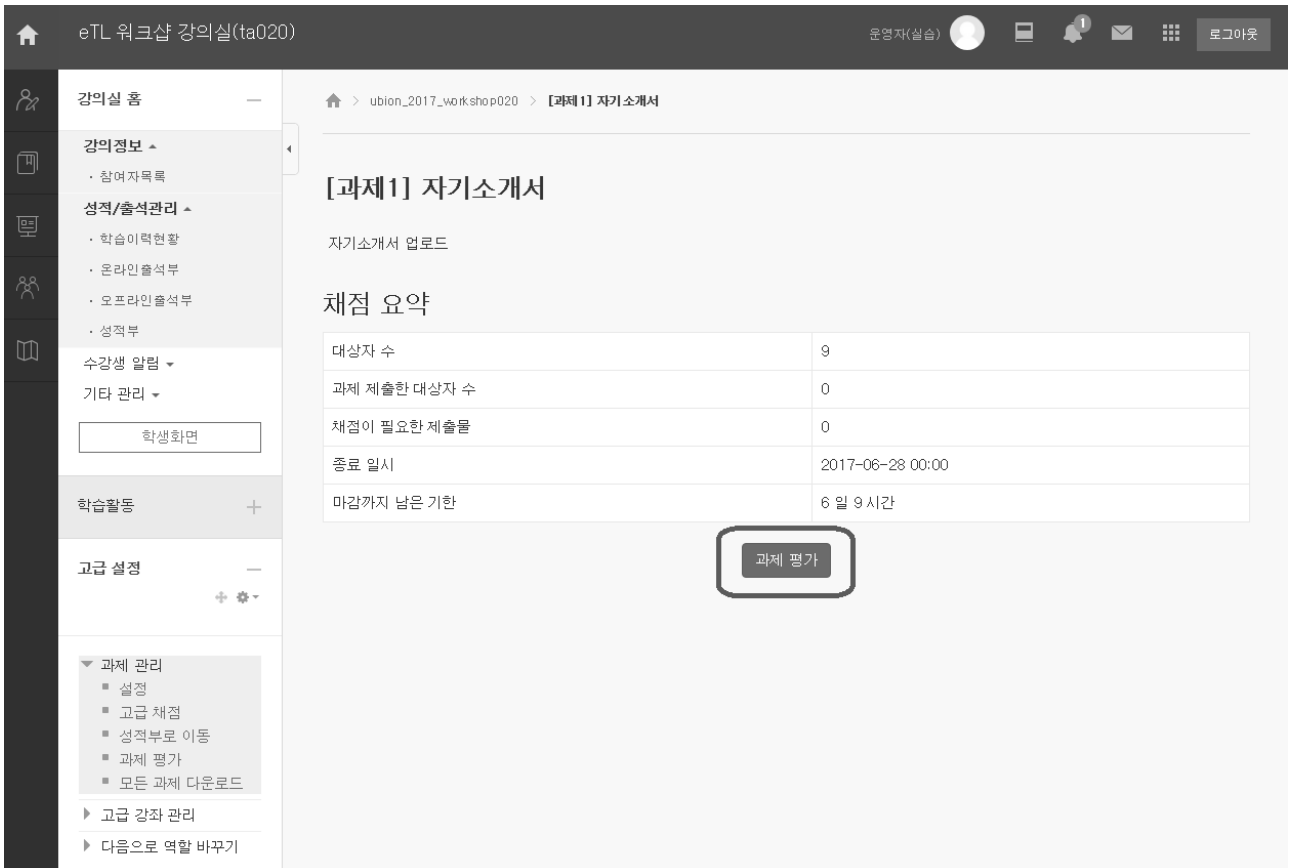 eTL 워크샵 강의실(ta020)
운영자(실습)
1
로그아웃
강의실 홈
강의정보
· 참여자목록
성적/출석관리
· 학습이력현황
· 온라인출석부
· 오프라인출석부
· 성적부
수강생 알림
기타 관리
학생화면
학습활동
고급 설정
과제 관리
설정
고급 채점
성적부로 이동
과제 평가
모든 과제 다운로드
고급 강좌 관리
다음으로 역할 바꾸기
ubion_2017_workshop020 > [과제1] 자기소개서
[과제1] 자기소개서
자기소개서 업로드
채점 요약
대상자 수 9
과제 제출한 대상자 수 0
채점이 필요한 제출물 0
종료 일시 2017-06-28 00:00
마감까지 남은 기한 6 일 9 시간
과제 평가